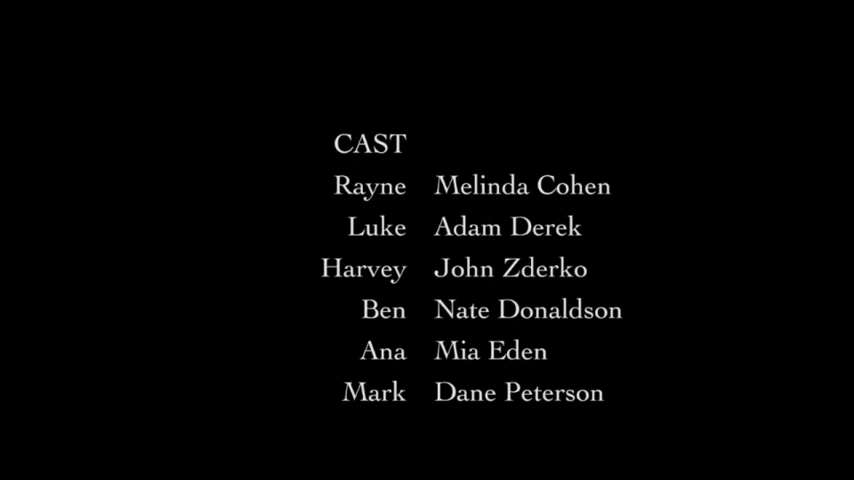 CAST
Rayne Melinda Cohen
Luke Adam Derek
Harvey John Zderko
Ben Nate Donaldson
Ana Mia Eden
Mark Dane Peterson